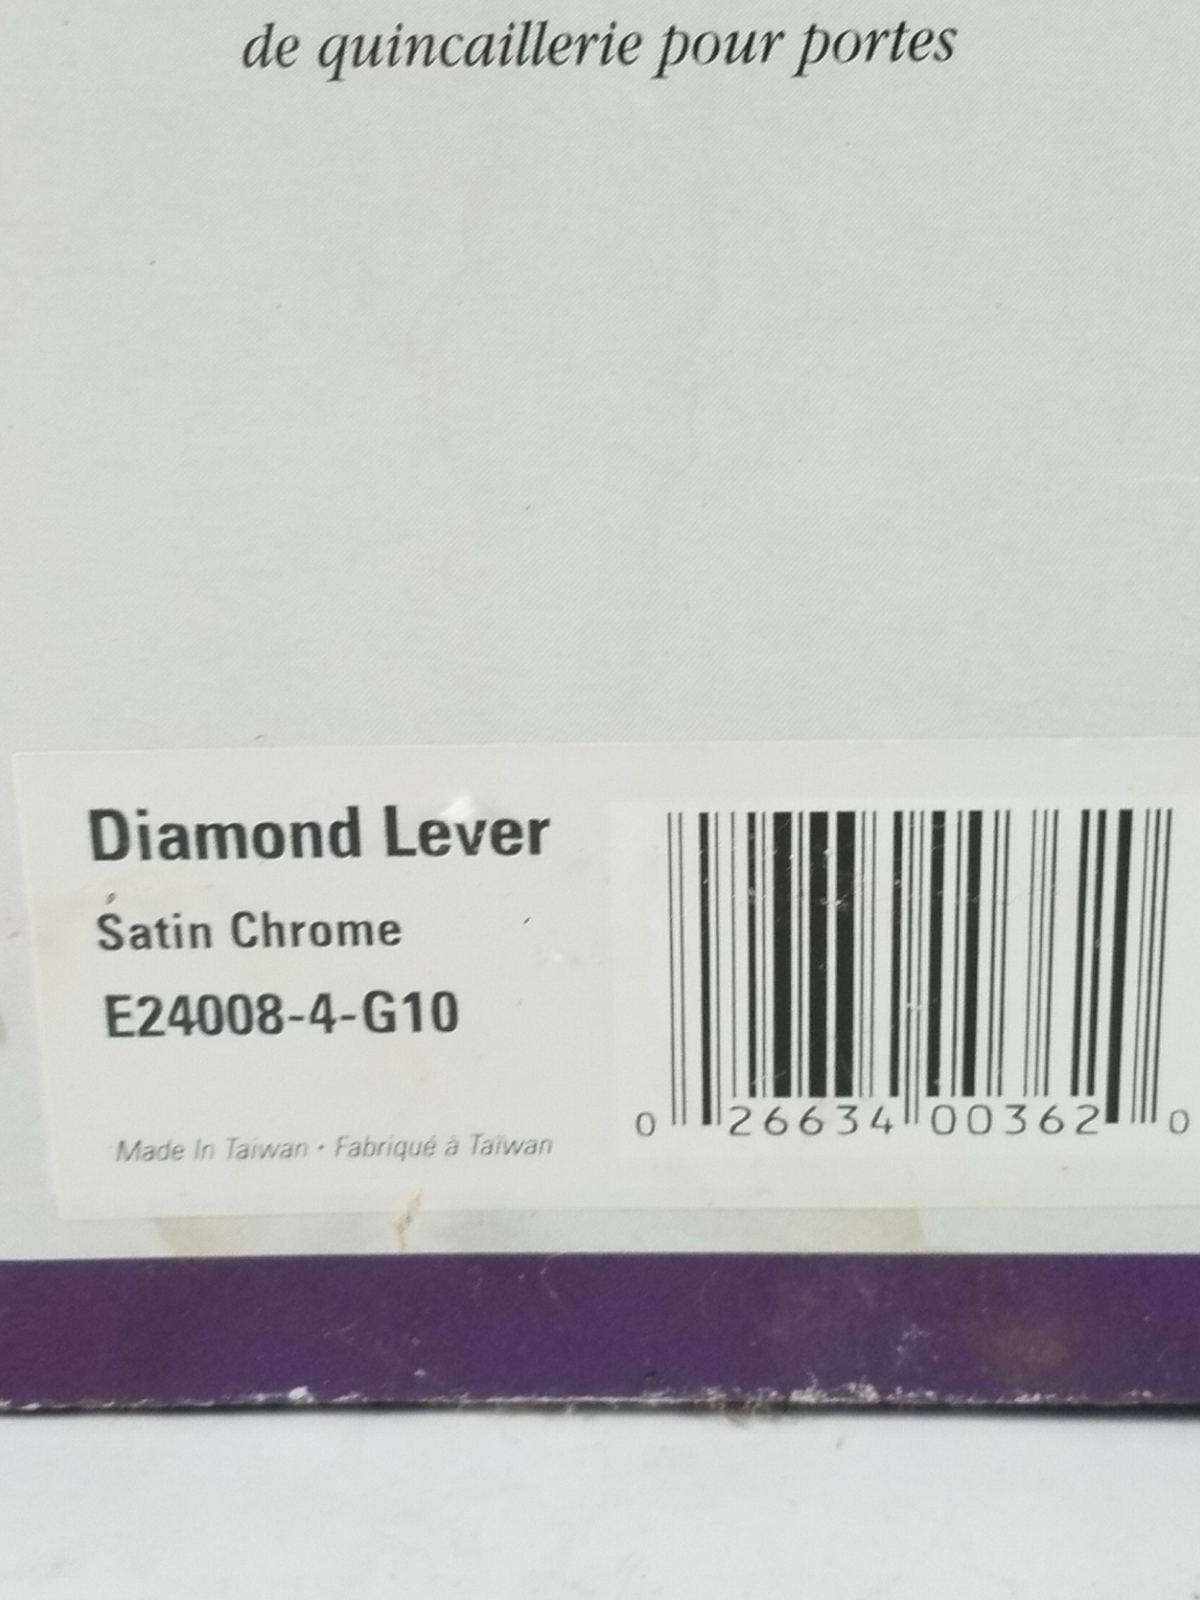 de quincaillerie pour portes
Diamond Lever
Satin Chrome
E24008-4-G10
Made In Taiwan • Fabriqué à Taïwan
0 26634 00362 0